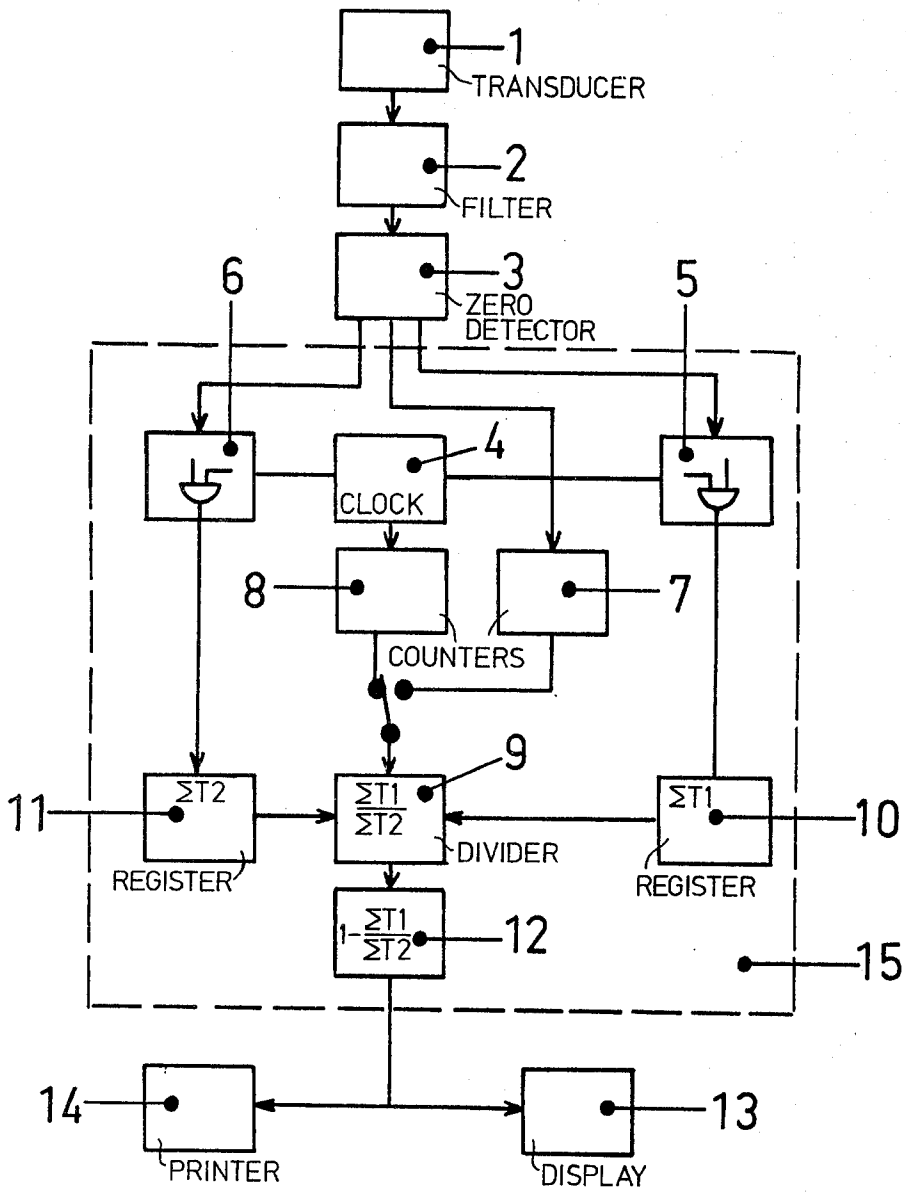 1
TRANSDUCER
2
FILTER
3
ZERO
DETECTOR
6
5
4
CLOCK
8
7
COUNTERS
9
ΣT2
ΣT1
ΣT2
ΣT1
11
10
DIVIDER
REGISTER
REGISTER
1-ΣT1
ΣT2
12
15
14
13
PRINTER
DISPLAY